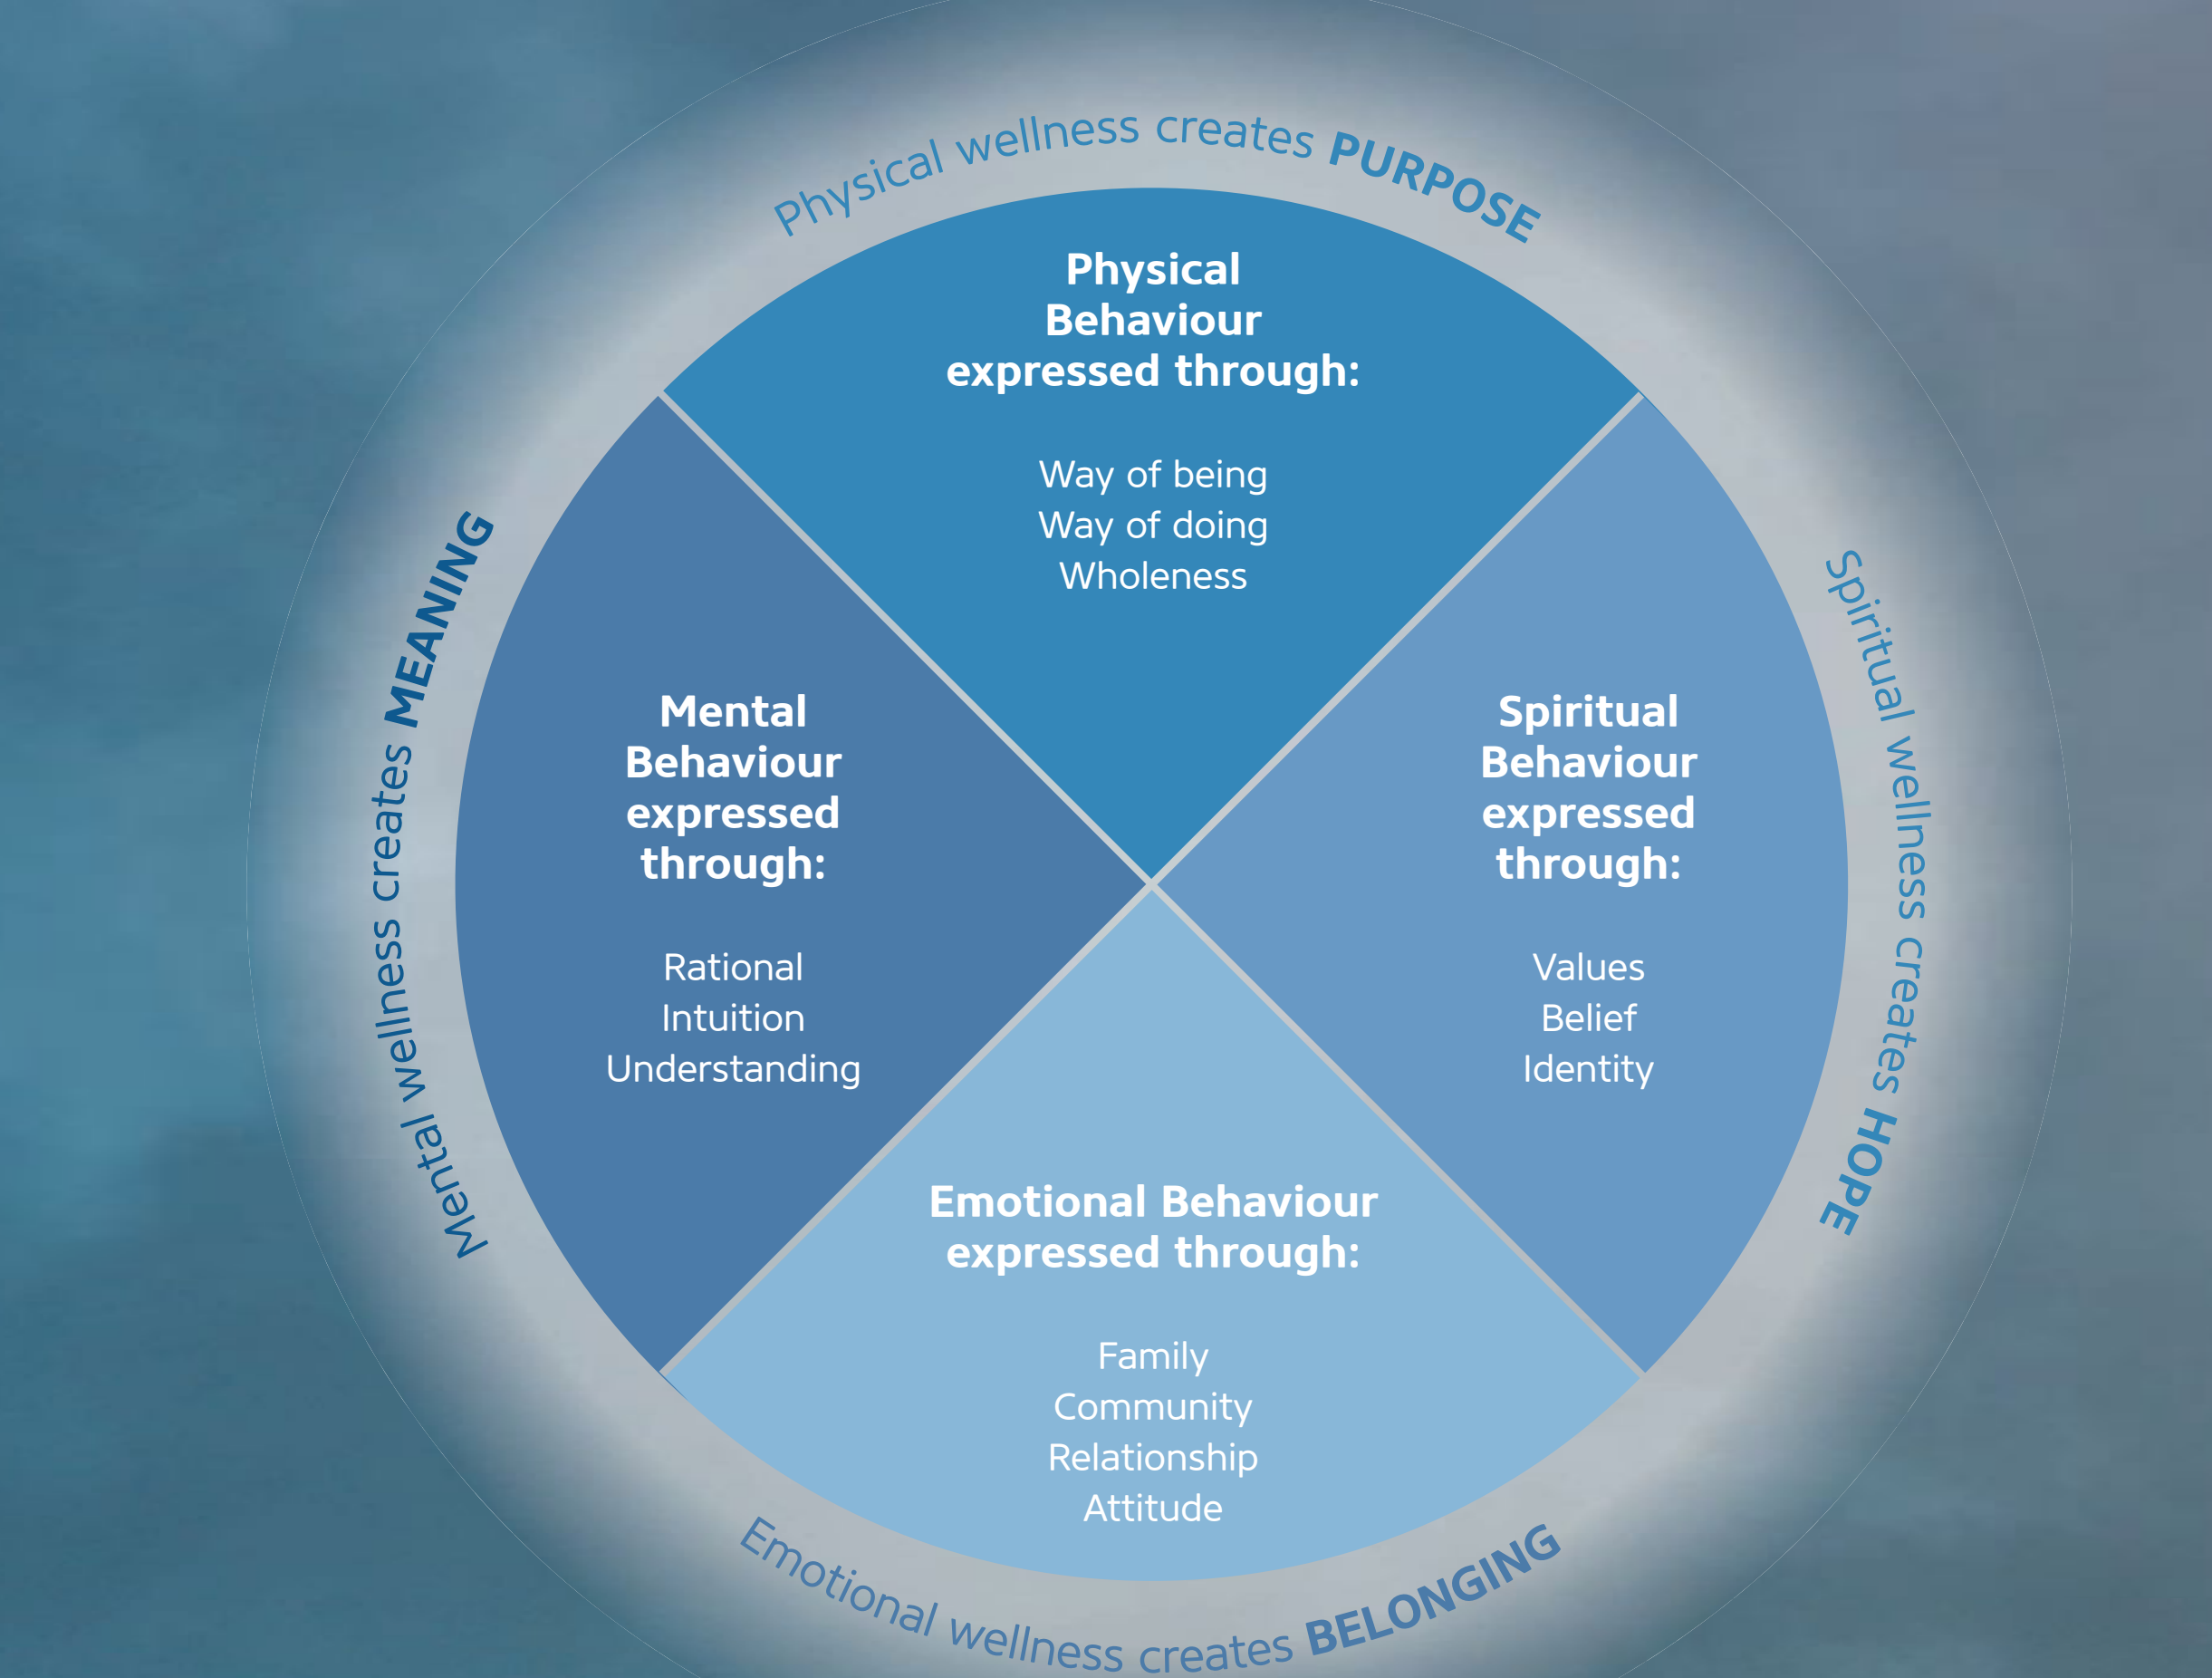 Physical wellness creates PURPOSE
Physical
Behaviour
expressed through:
Way of being
Way of doing
Wholeness
Mental wellness creates MEANING
Mental
Behaviour
expressed
through:
Rational
Intuition
Understanding
Spiritual
Behaviour
expressed
through:
Values
Belief
Identity
Spiritual wellness creates HOPE
Emotional Behaviour
expressed through:
Family
Community
Relationship
Attitude
Emotional wellness creates BELONGING